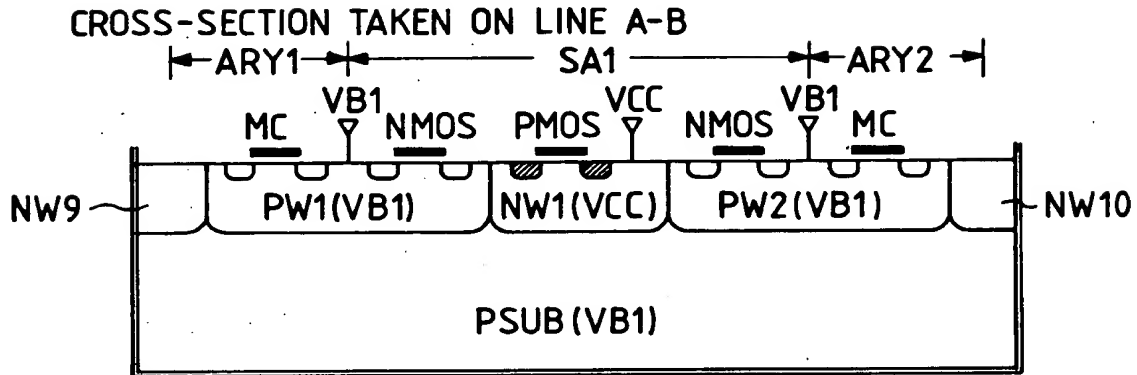 CROSS-SECTION TAKEN ON LINE A-B
ARY1 SA1 ARY2
VB1 VCC VB1
MC NMOS PMOS NMOS MC
NW9 PW1(VB1) NW1(VCC) PW2(VB1) NW10
PSUB(VB1)